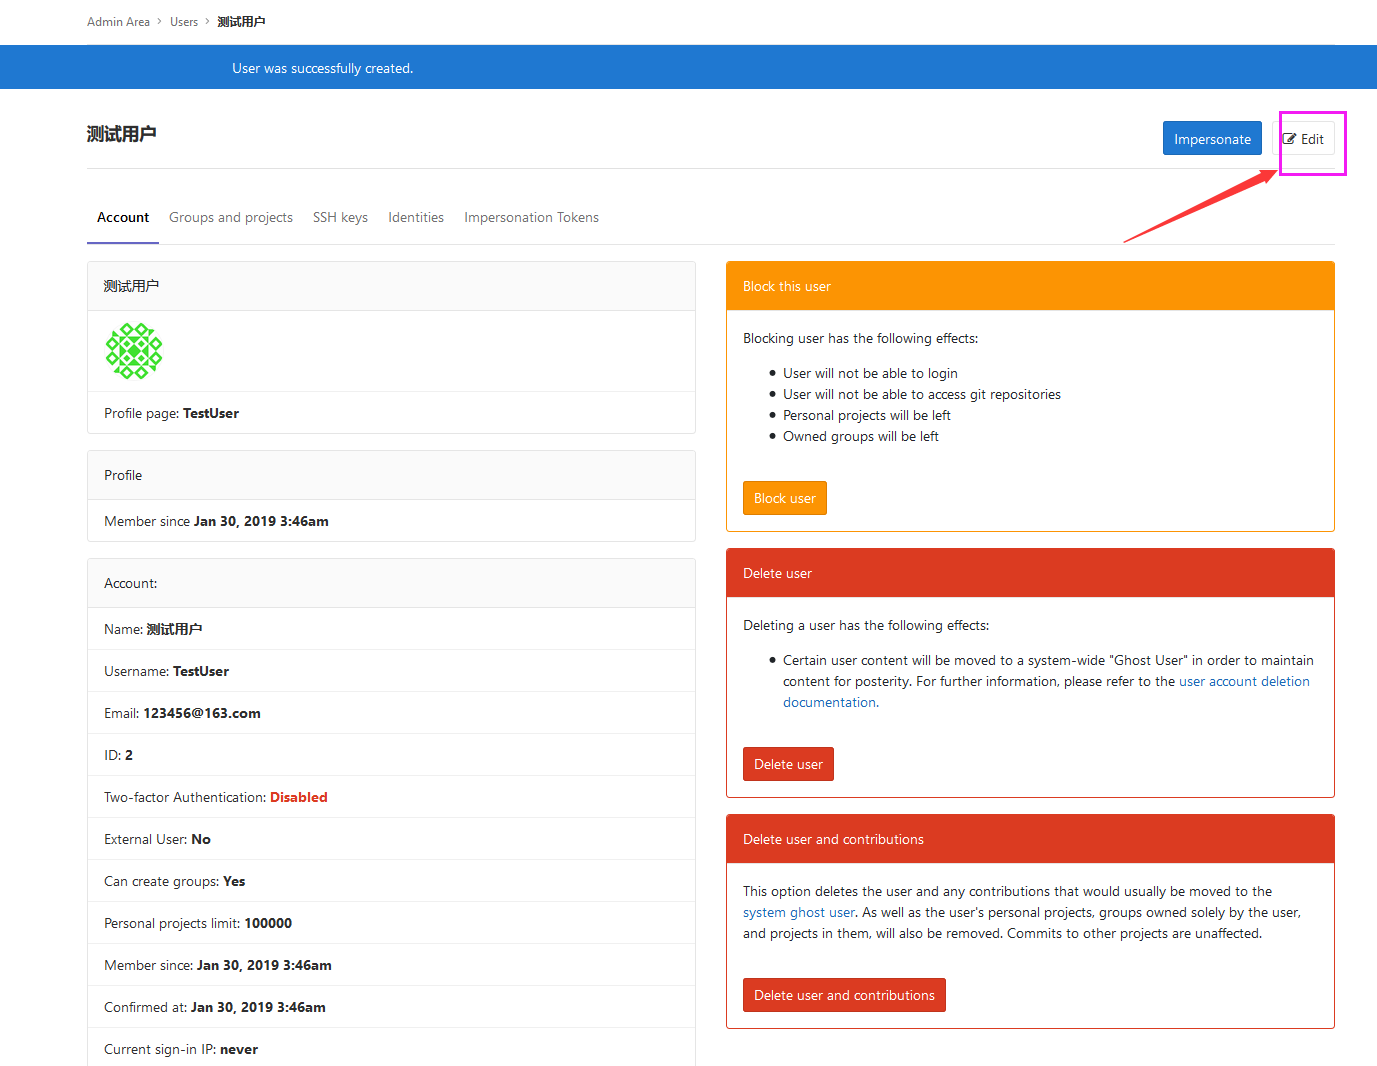 Admin Area > Users > 测试用户
User was successfully created.
测试用户
Impersonate
Edit
Account
Groups and projects
SSH keys
Identities
Impersonation Tokens
测试用户
Profile page: TestUser
Profile
Member since Jan 30, 2019 3:46am
Account:
Name: 测试用户
Username: TestUser
Email: 123456@163.com
ID: 2
Two-factor Authentication: Disabled
External User: No
Can create groups: Yes
Personal projects limit: 100000
Member since: Jan 30, 2019 3:46am
Confirmed at: Jan 30, 2019 3:46am
Current sign-in IP: never
Block this user
Blocking user has the following effects:
User will not be able to login
User will not be able to access git repositories
Personal projects will be left
Owned groups will be left
Block user
Delete user
Deleting a user has the following effects:
Certain user content will be moved to a system-wide "Ghost User" in order to maintain
content for posterity. For further information, please refer to the user account deletion
documentation.
Delete user
Delete user and contributions
This option deletes the user and any contributions that would usually be moved to the
system ghost user. As well as the user's personal projects, groups owned solely by the user,
and projects in them, will also be removed. Commits to other projects are unaffected.
Delete user and contributions